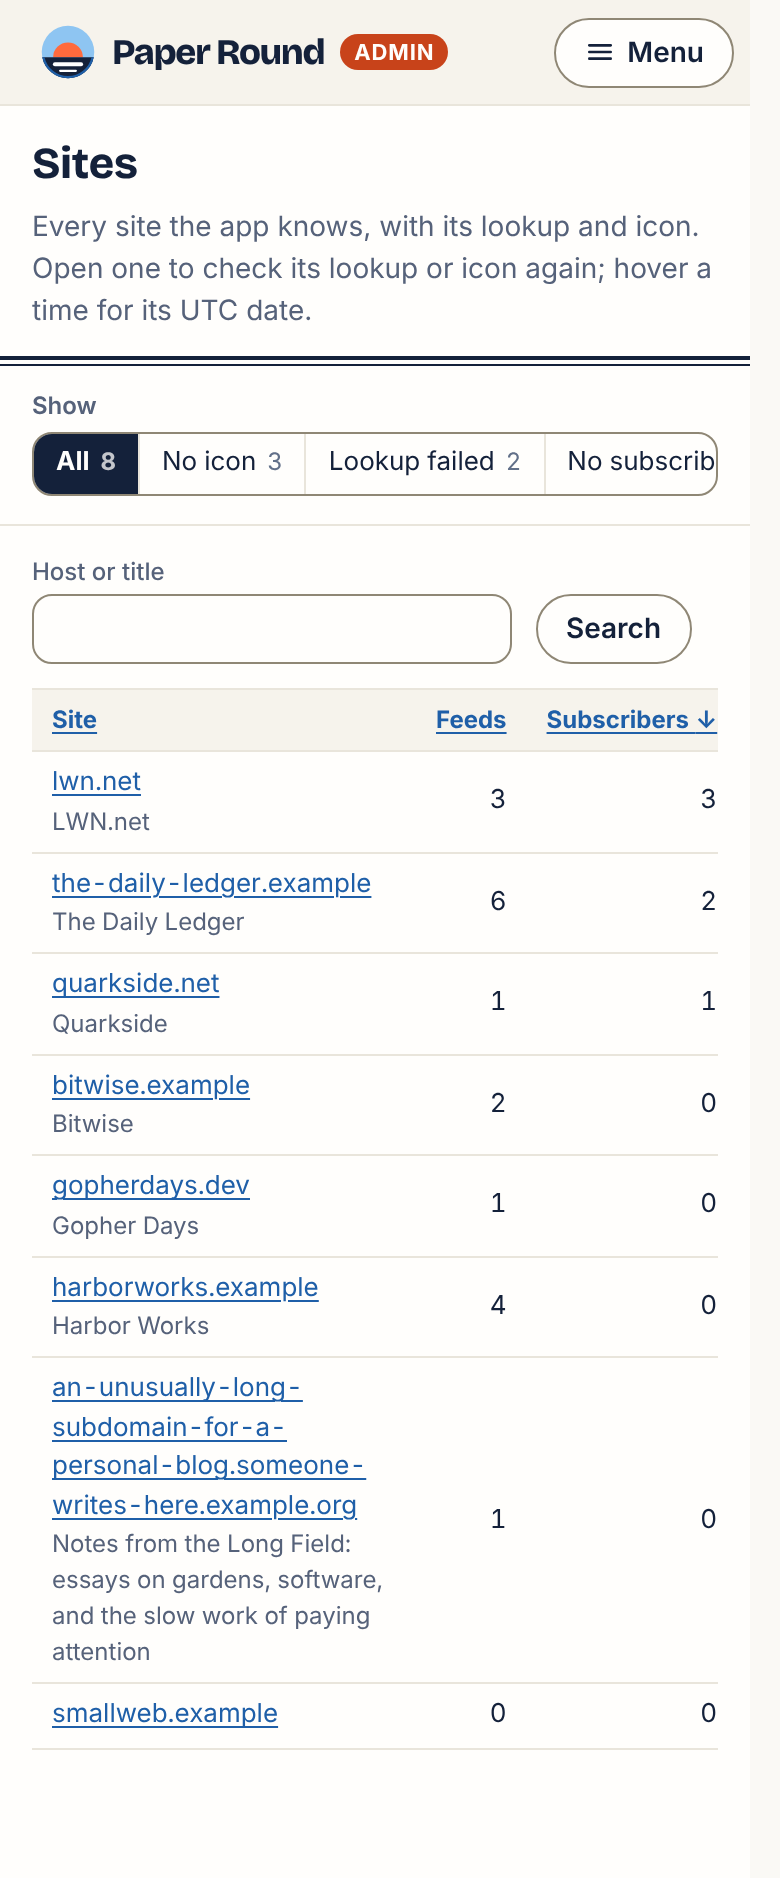 Paper Round ADMIN Menu
Sites
Every site the app knows, with its lookup and icon.
Open one to check its lookup or icon again; hover a
time for its UTC date.
Show
All 8 No icon 3 Lookup failed 2 No subscrib
Host or title
Search
Site Feeds Subscribers ↓
lwn.net
LWN.net
3 3
the-daily-ledger.example
The Daily Ledger
6 2
quarkside.net
Quarkside
1 1
bitwise.example
Bitwise
2 0
gopherdays.dev
Gopher Days
1 0
harborworks.example
Harbor Works
4 0
an-unusually-long-
subdomain-for-a-
personal-blog.someone-
writes-here.example.org
Notes from the Long Field:
essays on gardens, software,
and the slow work of paying
attention
1 0
smallweb.example 0 0